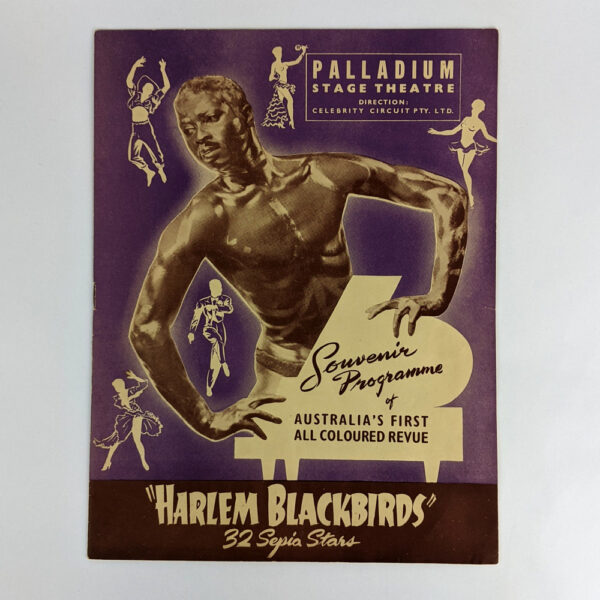 PALLADIUM
STAGE THEATRE
DIRECTION:
CELEBRITY CIRCUIT PTY. LTD.
Souvenir
Programme
of
AUSTRALIA'S FIRST
ALL COLOURED REVUE
"HARLEM BLACKBIRDS"
32 Sepia Stars